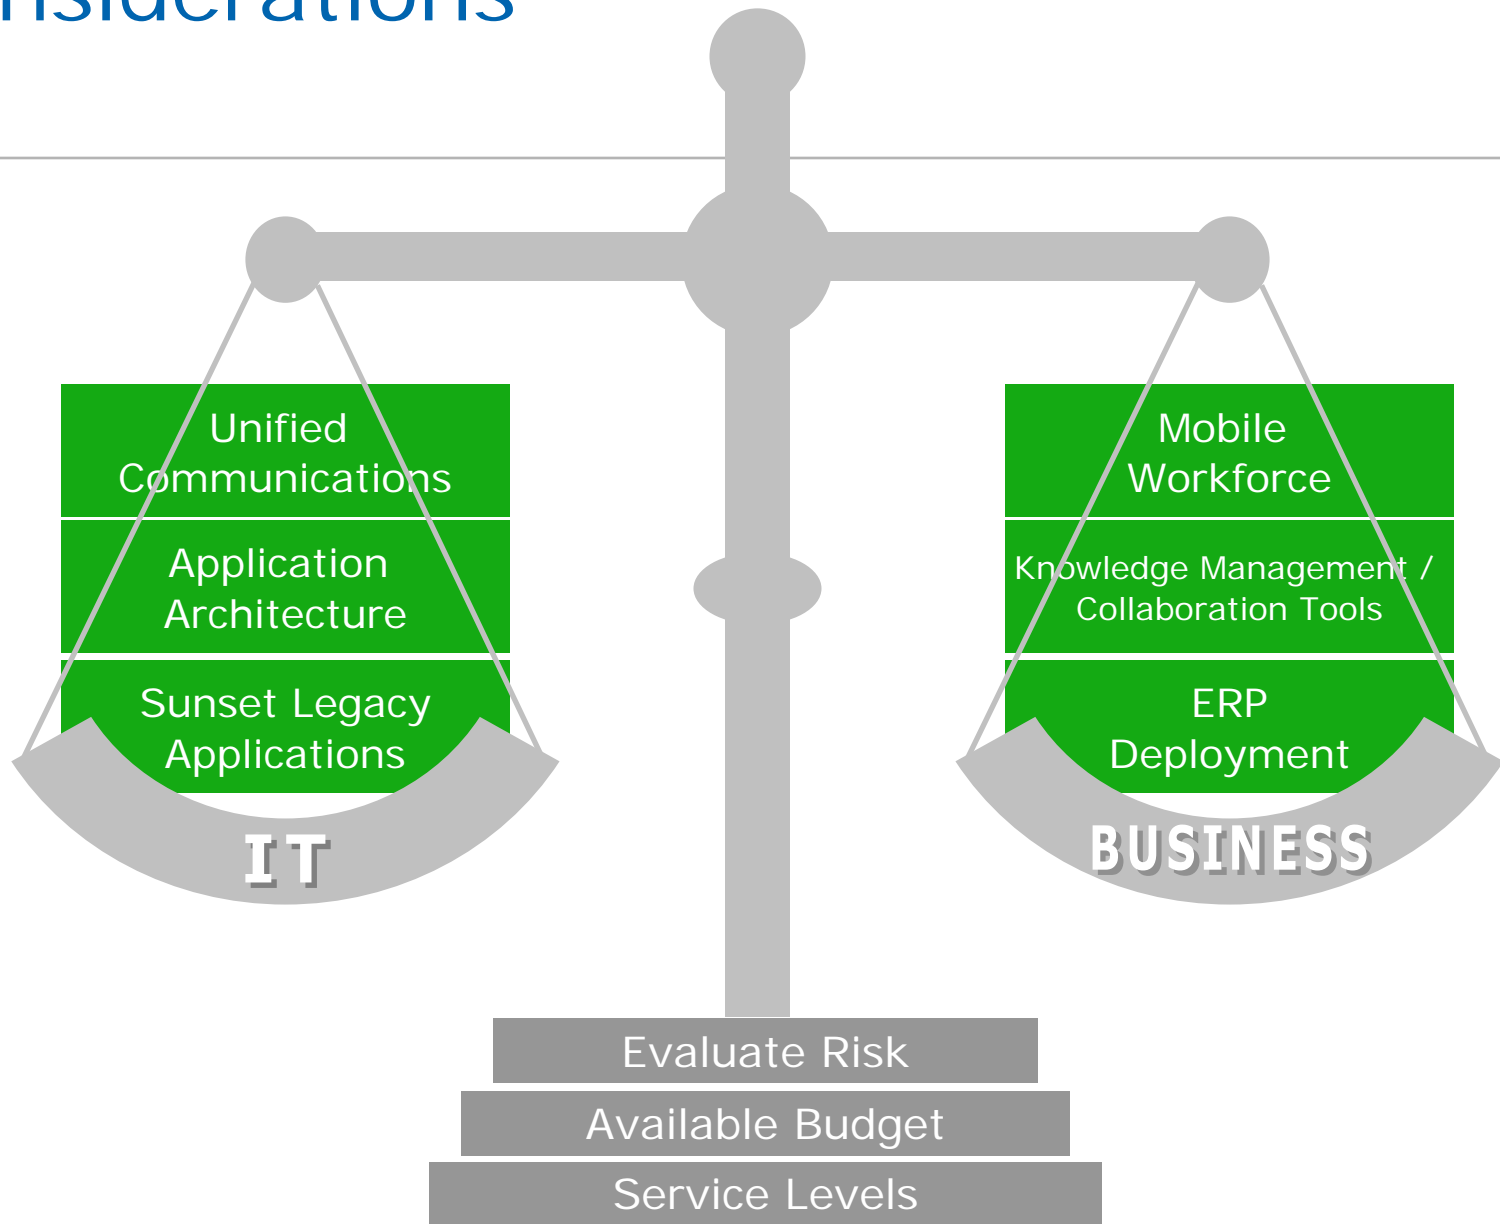 nsiderations
Unified
Communications
Application
Architecture
Sunset Legacy
Applications
IT
Mobile
Workforce
Knowledge Management /
Collaboration Tools
ERP
Deployment
BUSINESS
Evaluate Risk
Available Budget
Service Levels